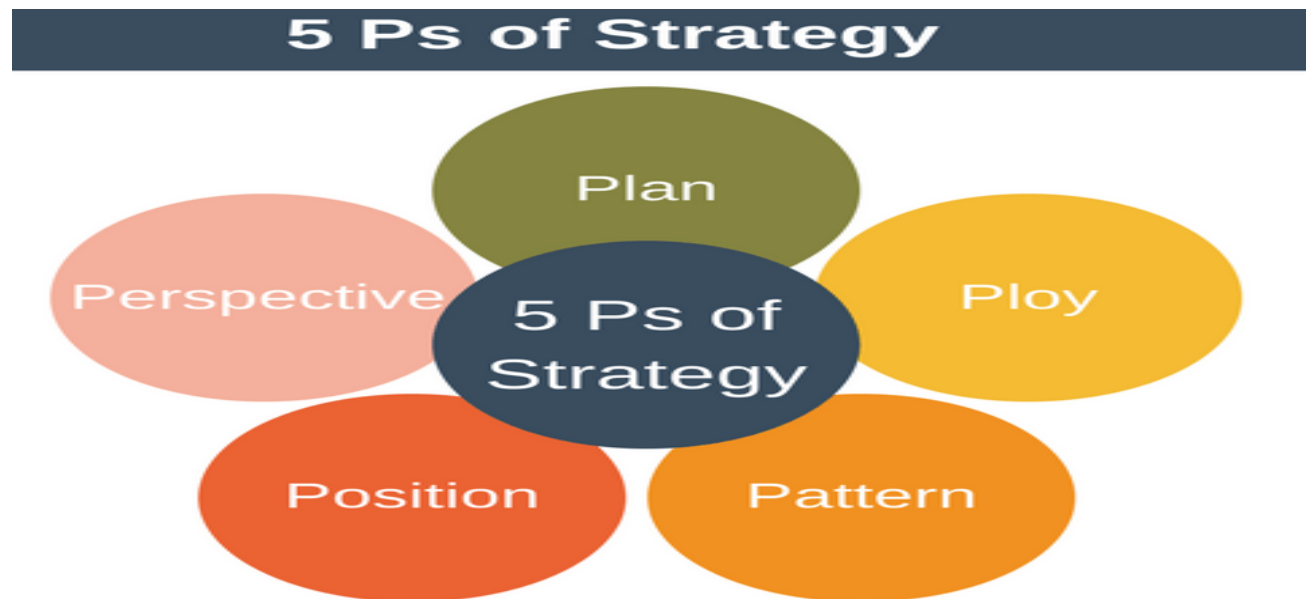 5 Ps of Strategy
Plan
Perspective
Ploy
5 Ps of
Strategy
Position
Pattern